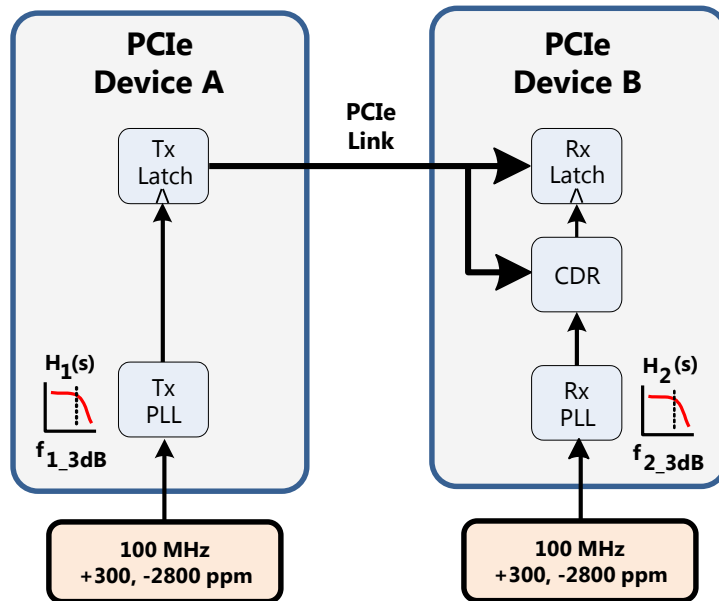 PCIe
Device A
PCIe
Device B
PCIe
Link
Tx
Latch
Rx
Latch
CDR
H1(s)
f1_3dB
Tx
PLL
Rx
PLL
H2(s)
f2_3dB
100 MHz
+300, -2800 ppm
100 MHz
+300, -2800 ppm